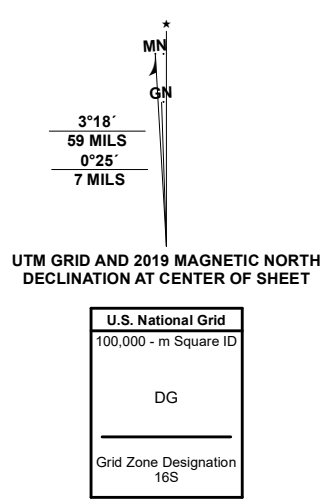 MN
GN
3°18´
59 MILS
0°25´
7 MILS
UTM GRID AND 2019 MAGNETIC NORTH
DECLINATION AT CENTER OF SHEET
U.S. National Grid
100,000 - m Square ID
DG
Grid Zone Designation
16S